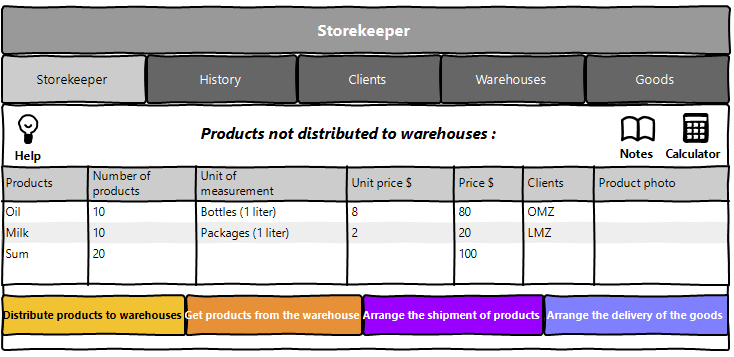 Storekeeper
Storekeeper History Clients Warehouses Goods
Products not distributed to warehouses :
Help Notes Calculator
Products Number of products Unit of measurement Unit price $ Price $ Clients Product photo
Oil 10 Bottles (1 liter) 8 80 OMZ
Milk 10 Packages (1 liter) 2 20 LMZ
Sum 20 100
Distribute products to warehouses Get products from the warehouse Arrange the shipment of products Arrange the delivery of the goods